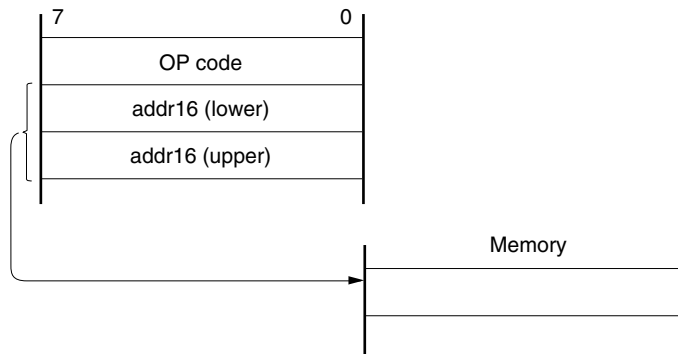 7 0
OP code
addr16 (lower)
addr16 (upper)
Memory